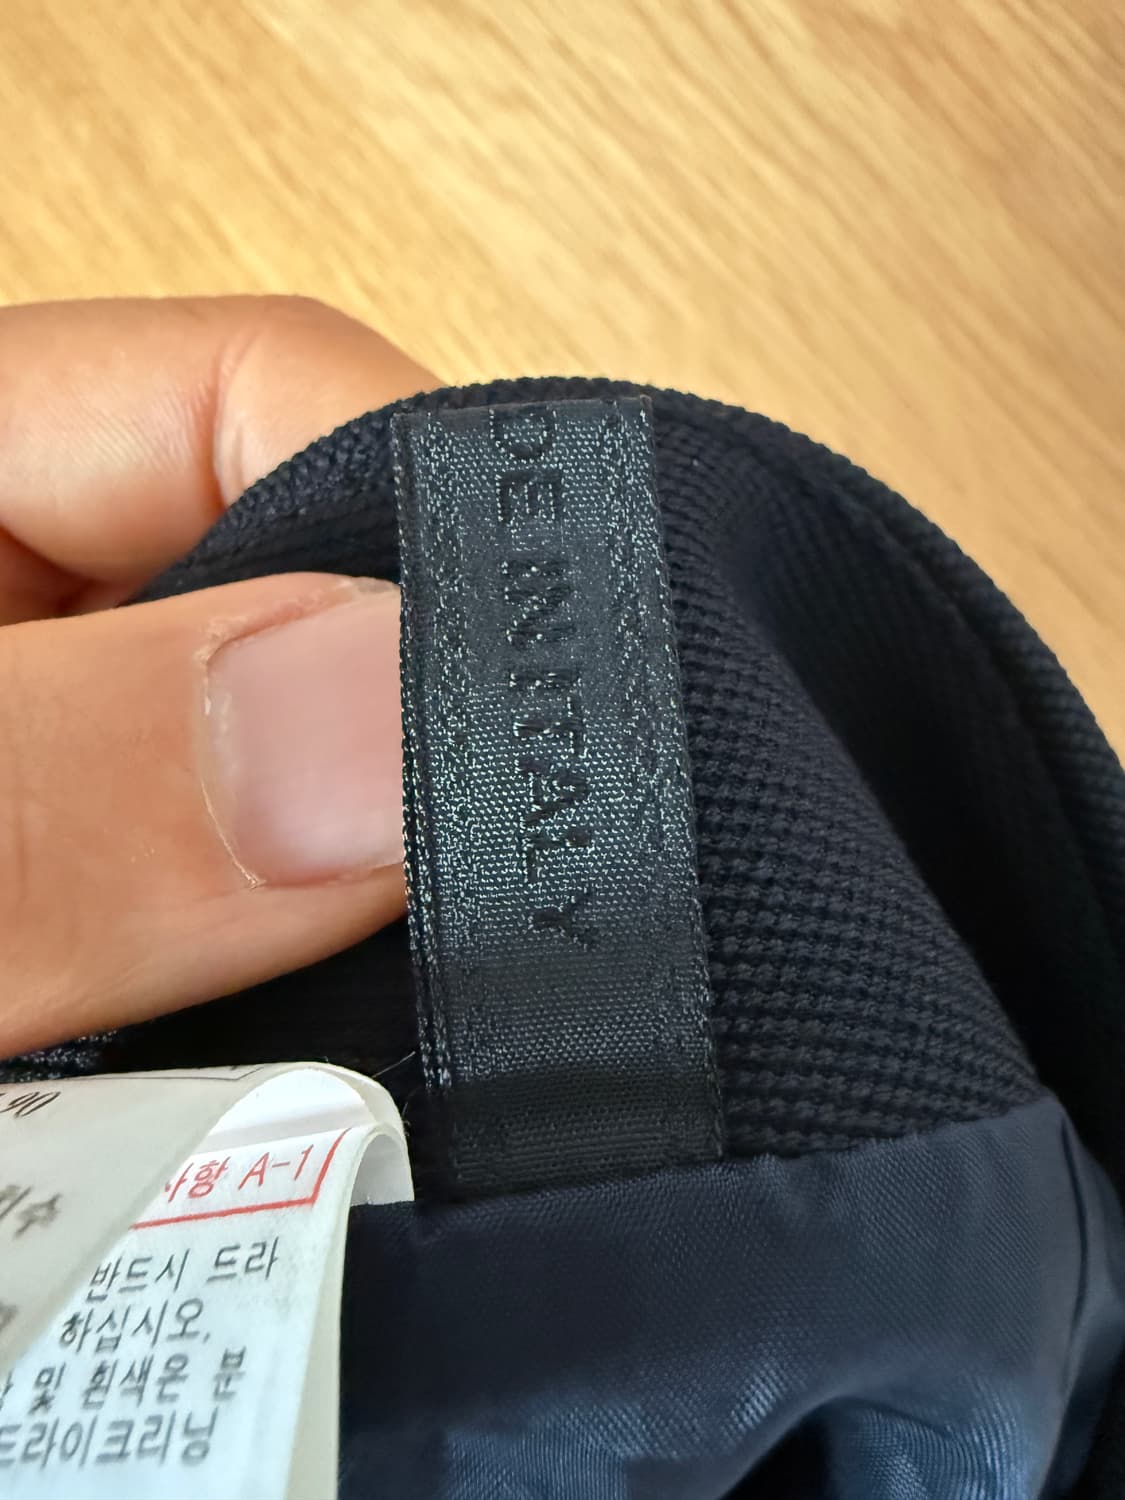 DE IN ITALY
90
사항 A-1
반드시 드라
하십시오.
및 흰색은
드라이크리닝